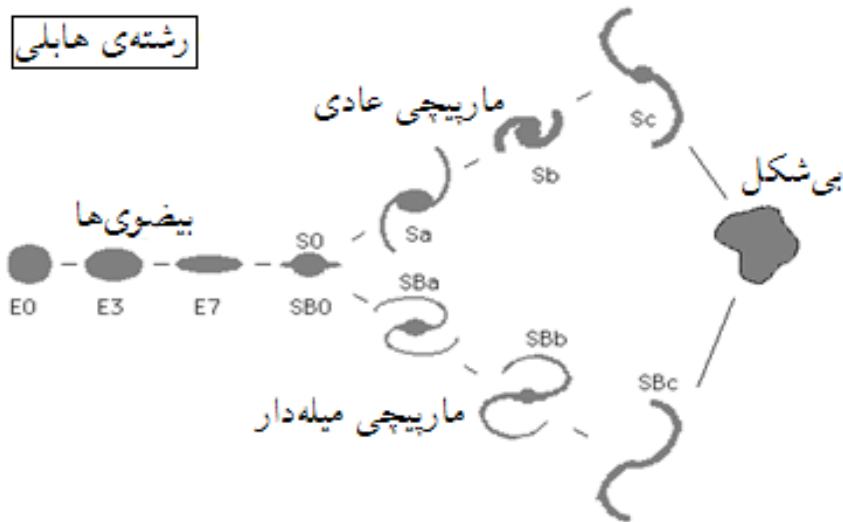 رشته‌ی هابلی
مارپیچی عادی
Sc
Sb
بی‌شکل
بیضوی‌ها
S0
Sa
E0
E3
E7
SB0
SBa
SBb
SBc
مارپیچی میله‌دار